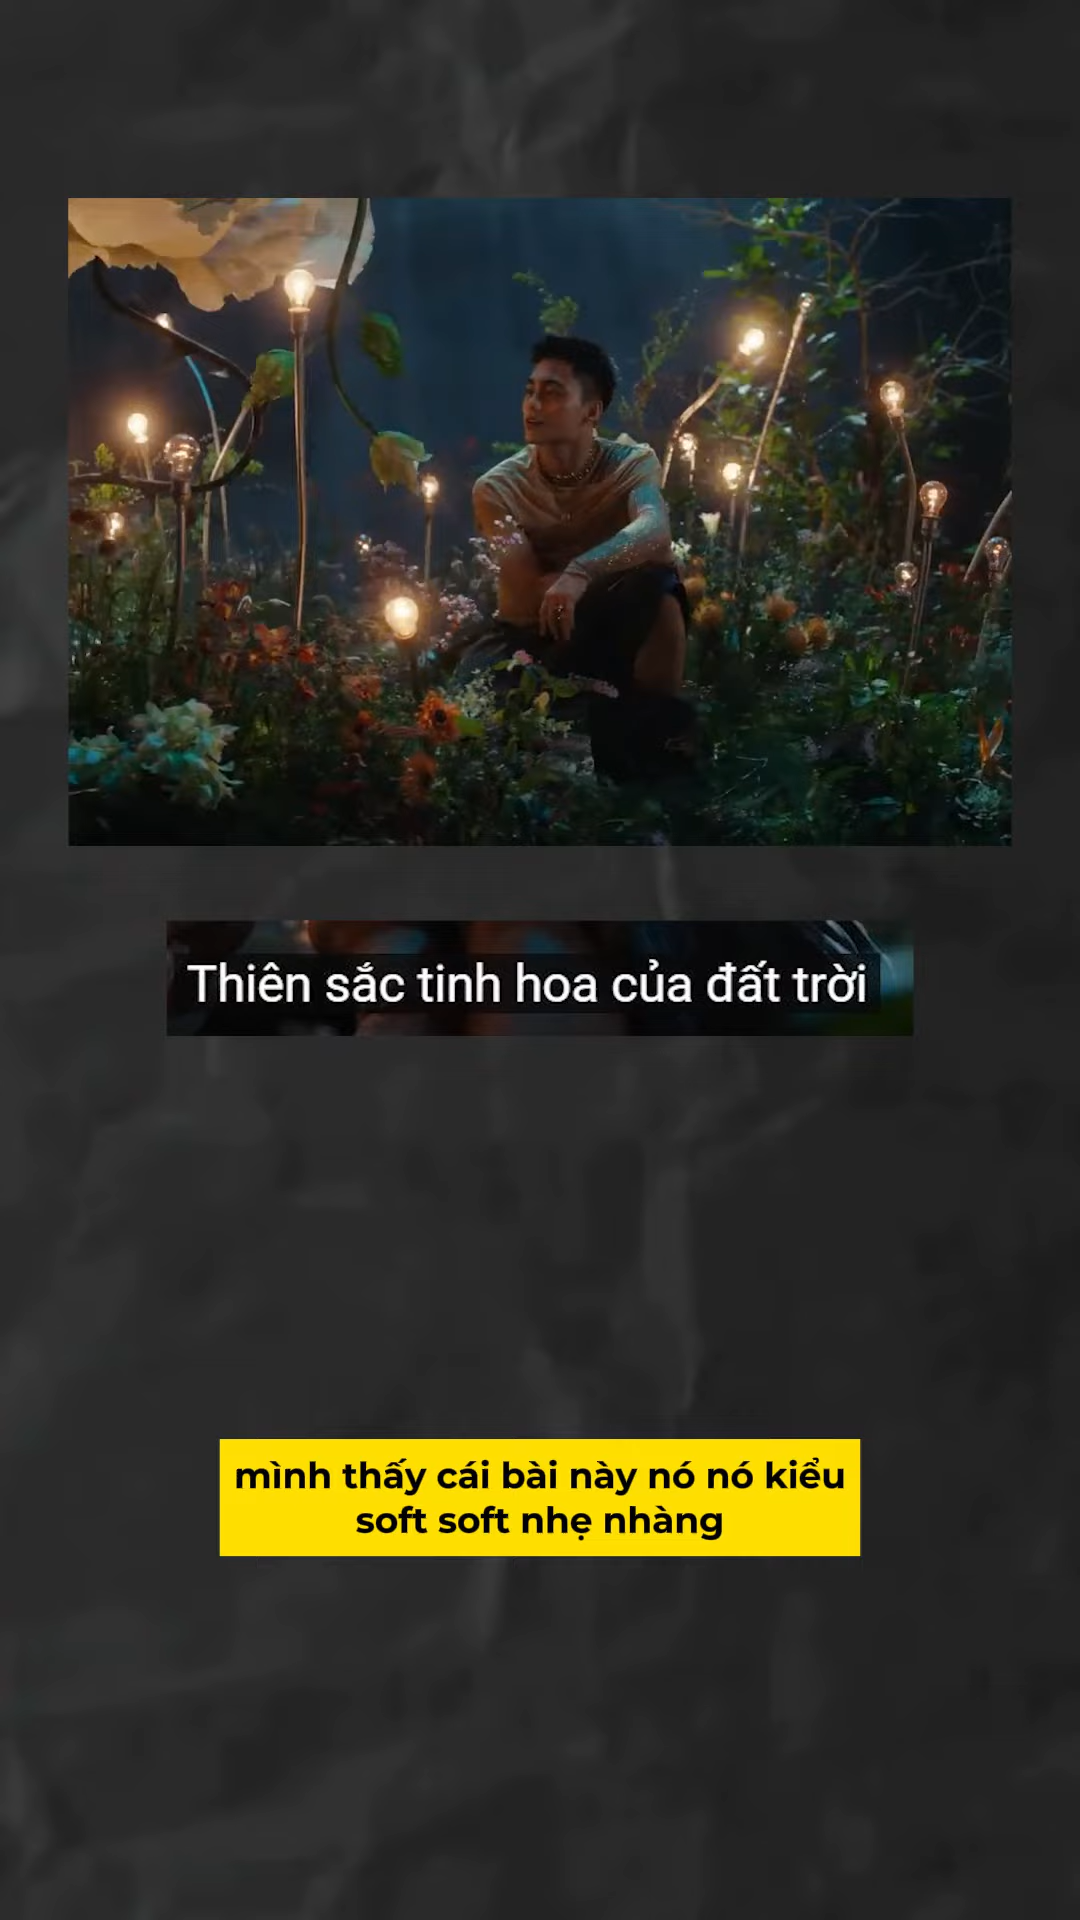 Thiên sắc tinh hoa của đất trời
mình thấy cái bài này nó nó kiểu
soft soft nhẹ nhàng